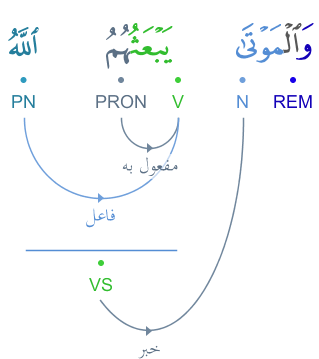 وَٱلْمَوْتَىٰ يَبْعَثُهُمُ ٱللَّهُ
REM N V PRON PN
مفعول به
فاعل
VS
خبر